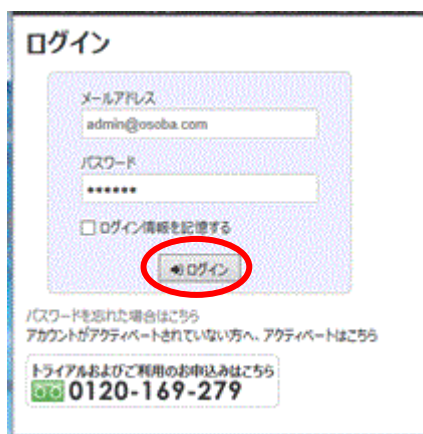 ログイン
メールアドレス
admin@osoba.com
パスワード
••••••
ログイン情報を記憶する
ログイン
パスワードを忘れた場合はこちら
アカウントがアクティベートされていない方へ、アクティベートはこちら
トライアルおよびご利用のお申込みはこちら
0120-169-279